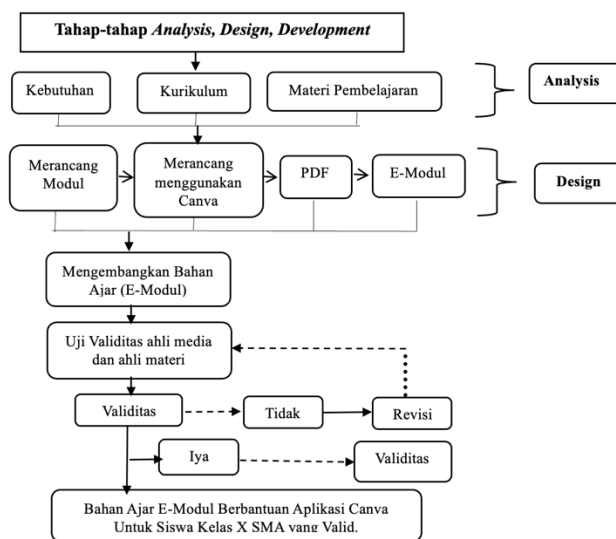 Tahap-tahap Analysis, Design, Development
Kebutuhan
Kurikulum
Materi Pembelajaran
Analysis
Merancang
Modul
Merancang
menggunakan
Canva
PDF
E-Modul
Design
Mengembangkan Bahan
Ajar (E-Modul)
Uji Validitas ahli media
dan ahli materi
Validitas
Tidak
Revisi
Iya
Validitas
Bahan Ajar E-Modul Berbantuan Aplikasi Canva
Untuk Siswa Kelas X SMA yang Valid.